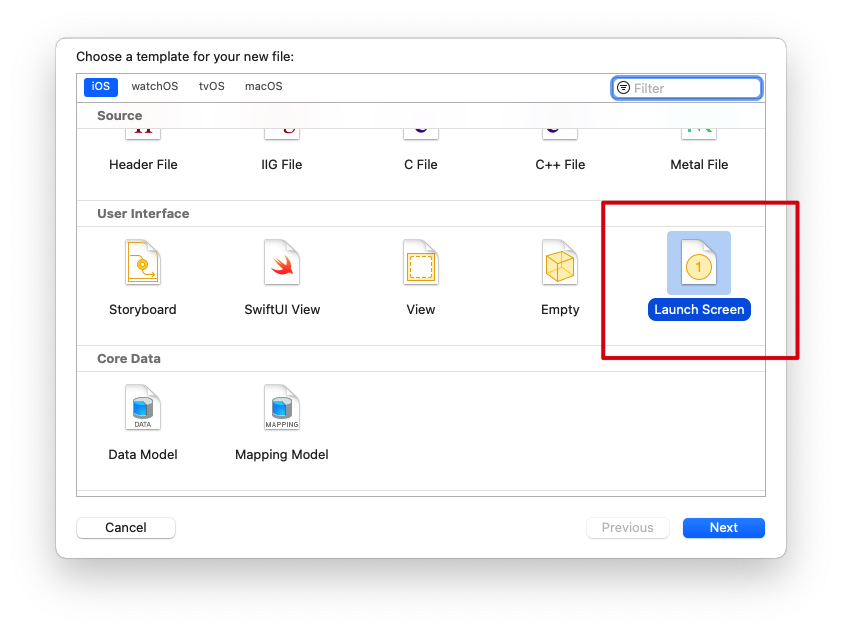 Choose a template for your new file:
iOS watchOS tvOS macOS Filter
Source
Header File IIG File C File C++ File Metal File
User Interface
1
Storyboard SwiftUI View View Empty Launch Screen
Core Data
DATA MAPPING
Data Model Mapping Model
Cancel Previous Next